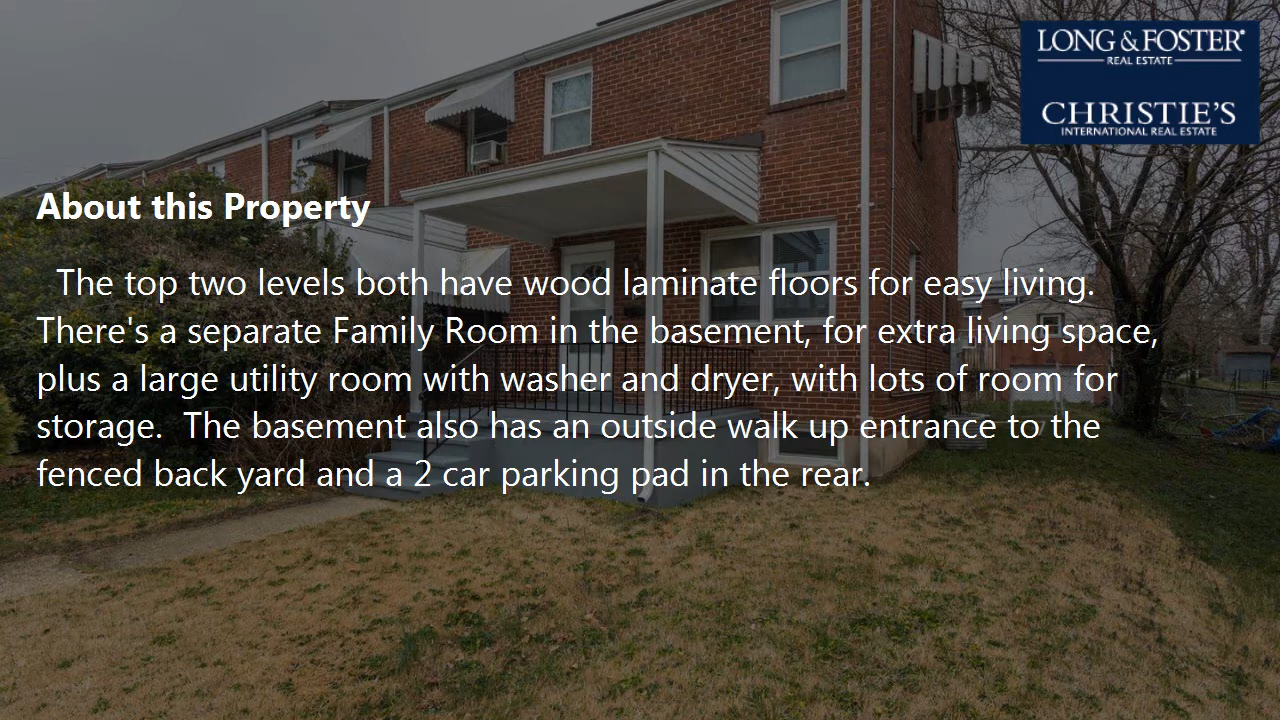 LONG & FOSTER®
REAL ESTATE
CHRISTIE'S
INTERNATIONAL REAL ESTATE
About this Property
The top two levels both have wood laminate floors for easy living.
There's a separate Family Room in the basement, for extra living space,
plus a large utility room with washer and dryer, with lots of room for
storage.  The basement also has an outside walk up entrance to the
fenced back yard and a 2 car parking pad in the rear.